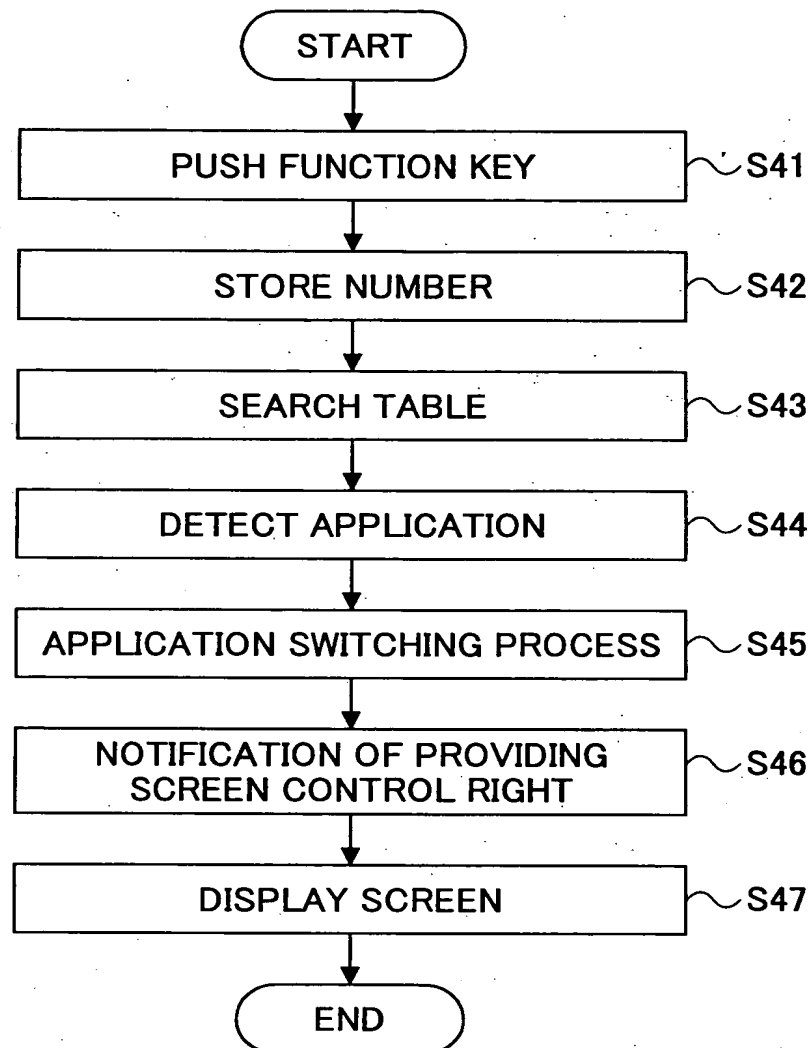 START
PUSH FUNCTION KEY
S41
STORE NUMBER
S42
SEARCH TABLE
S43
DETECT APPLICATION
S44
APPLICATION SWITCHING PROCESS
S45
NOTIFICATION OF PROVIDING
SCREEN CONTROL RIGHT
S46
DISPLAY SCREEN
S47
END